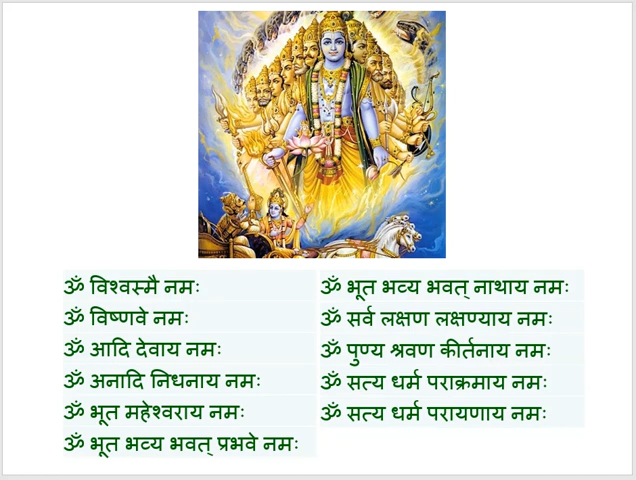 ॐ विश्वस्मै नमः
ॐ विष्णवे नमः
ॐ आदि देवाय नमः
ॐ अनादि निधनाय नमः
ॐ भूत महेश्वराय नमः
ॐ भूत भव्य भवत् प्रभवे नमः
ॐ भूत भव्य भवत् नाथाय नमः
ॐ सर्व लक्षण लक्षण्याय नमः
ॐ पुण्य श्रवण कीर्तनाय नमः
ॐ सत्य धर्म पराक्रमाय नमः
ॐ सत्य धर्म परायणाय नमः